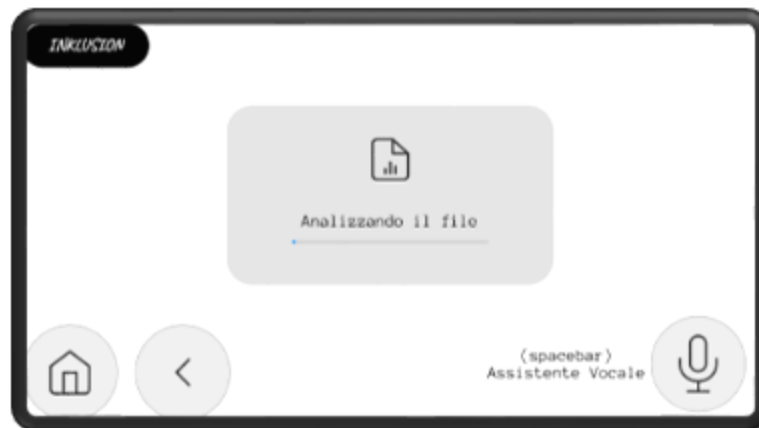 INKLUSION
Analizzando il file
(spacebar)
Assistente Vocale